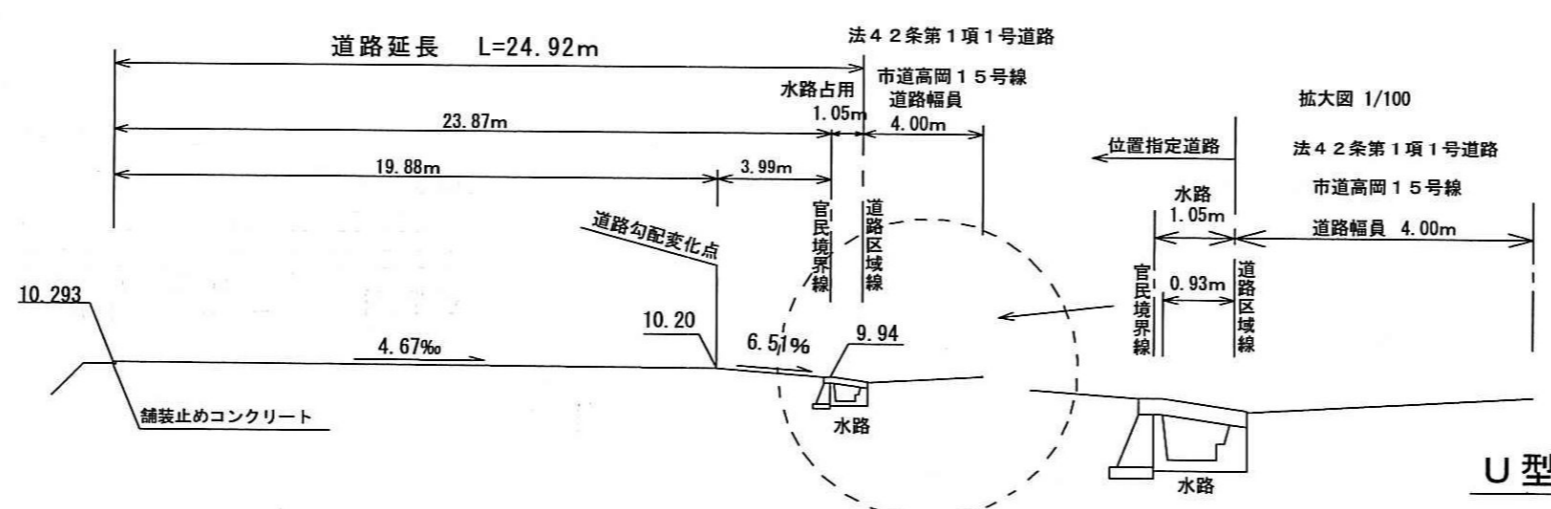 道路延長 L=24.92m
法42条第1項1号道路
市道高岡15号線
水路占用
道路幅員
1.05m
4.00m
23.87m
19.88m
3.99m
官民境界線
道路区域線
道路勾配変化点
10.293
10.20
9.94
4.67‰
6.51%
舗装止めコンクリート
水路
拡大図 1/100
位置指定道路
法42条第1項1号道路
市道高岡15号線
水路
1.05m
道路幅員 4.00m
官民境界線
0.93m
道路区域線
水路
U型